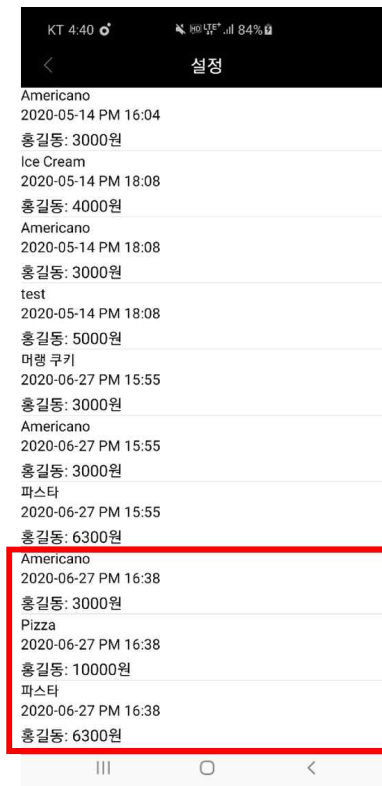 KT 4:40 LTE+ 84%
설정
Americano
2020-05-14 PM 16:04
홍길동: 3000원
Ice Cream
2020-05-14 PM 18:08
홍길동: 4000원
Americano
2020-05-14 PM 18:08
홍길동: 3000원
test
2020-05-14 PM 18:08
홍길동: 5000원
머랭 쿠키
2020-06-27 PM 15:55
홍길동: 3000원
Americano
2020-06-27 PM 15:55
홍길동: 3000원
파스타
2020-06-27 PM 15:55
홍길동: 6300원
Americano
2020-06-27 PM 16:38
홍길동: 3000원
Pizza
2020-06-27 PM 16:38
홍길동: 10000원
파스타
2020-06-27 PM 16:38
홍길동: 6300원